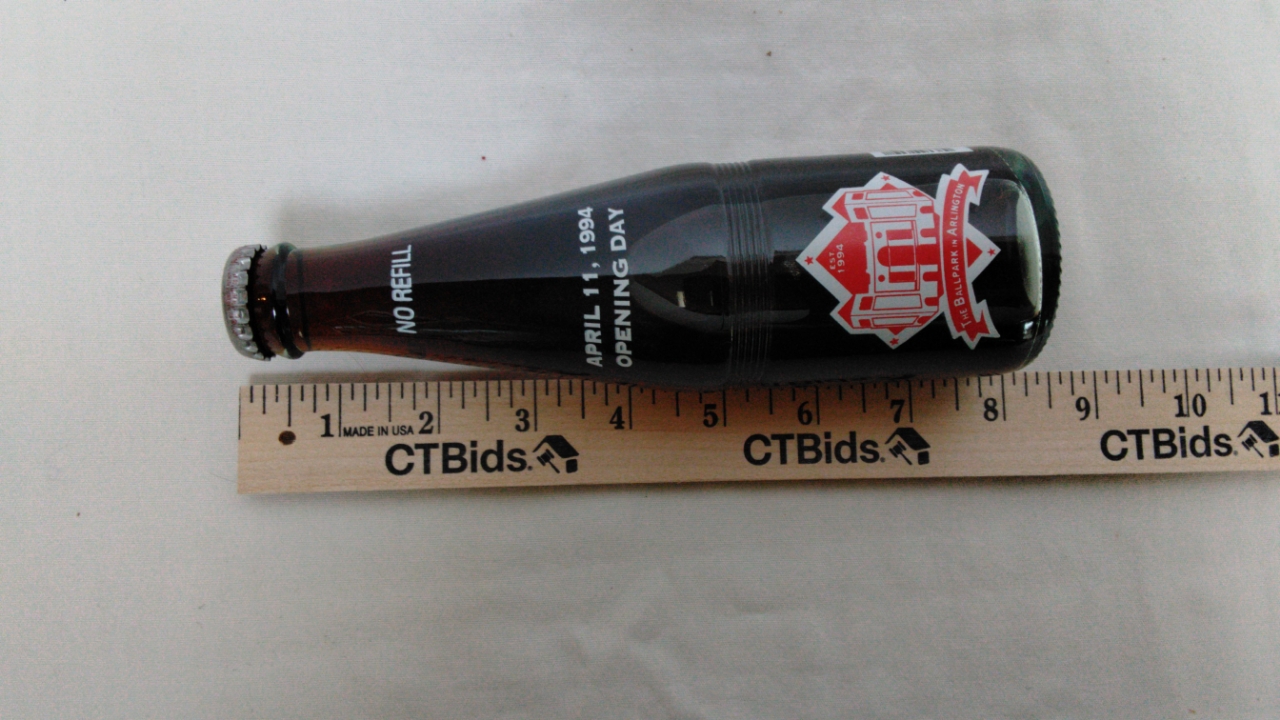 NO REFILL
APRIL 11, 1994
OPENING DAY
EST
1994
THE BALLPARK IN ARLINGTON
1 2 3 4 5 6 7 8 9 10
MADE IN USA
CTBids. CTBids. CTBids